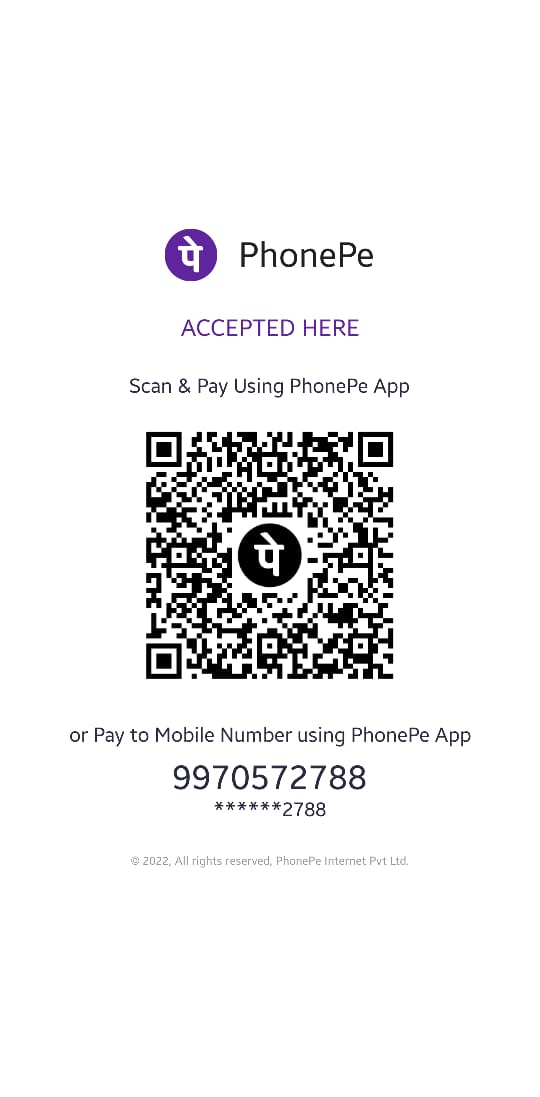 पे PhonePe
ACCEPTED HERE
Scan & Pay Using PhonePe App
पे
or Pay to Mobile Number using PhonePe App
9970572788
******2788
© 2022, All rights reserved, PhonePe Internet Pvt Ltd.